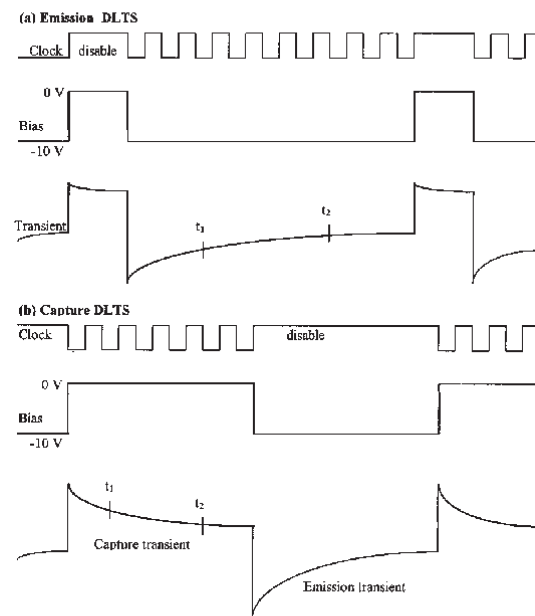 (a) Emission DLTS
Clock disable
0 V
Bias
-10 V
Transient
t₁
t₂
(b) Capture DLTS
Clock disable
0 V
Bias
-10 V
t₁
t₂
Capture transient
Emission transient